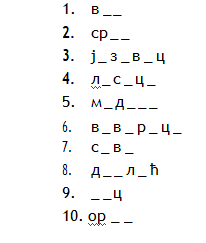 1. в _ _
2. ср _ _
3. ј _ з _ в _ ц
4. л _ с _ ц _
5. м _ д _ _ _
6. в _ в _ р _ ц _
7. с _ в _
8. д _ _ л _ ћ
9. _ _ ц
10. ор _ _